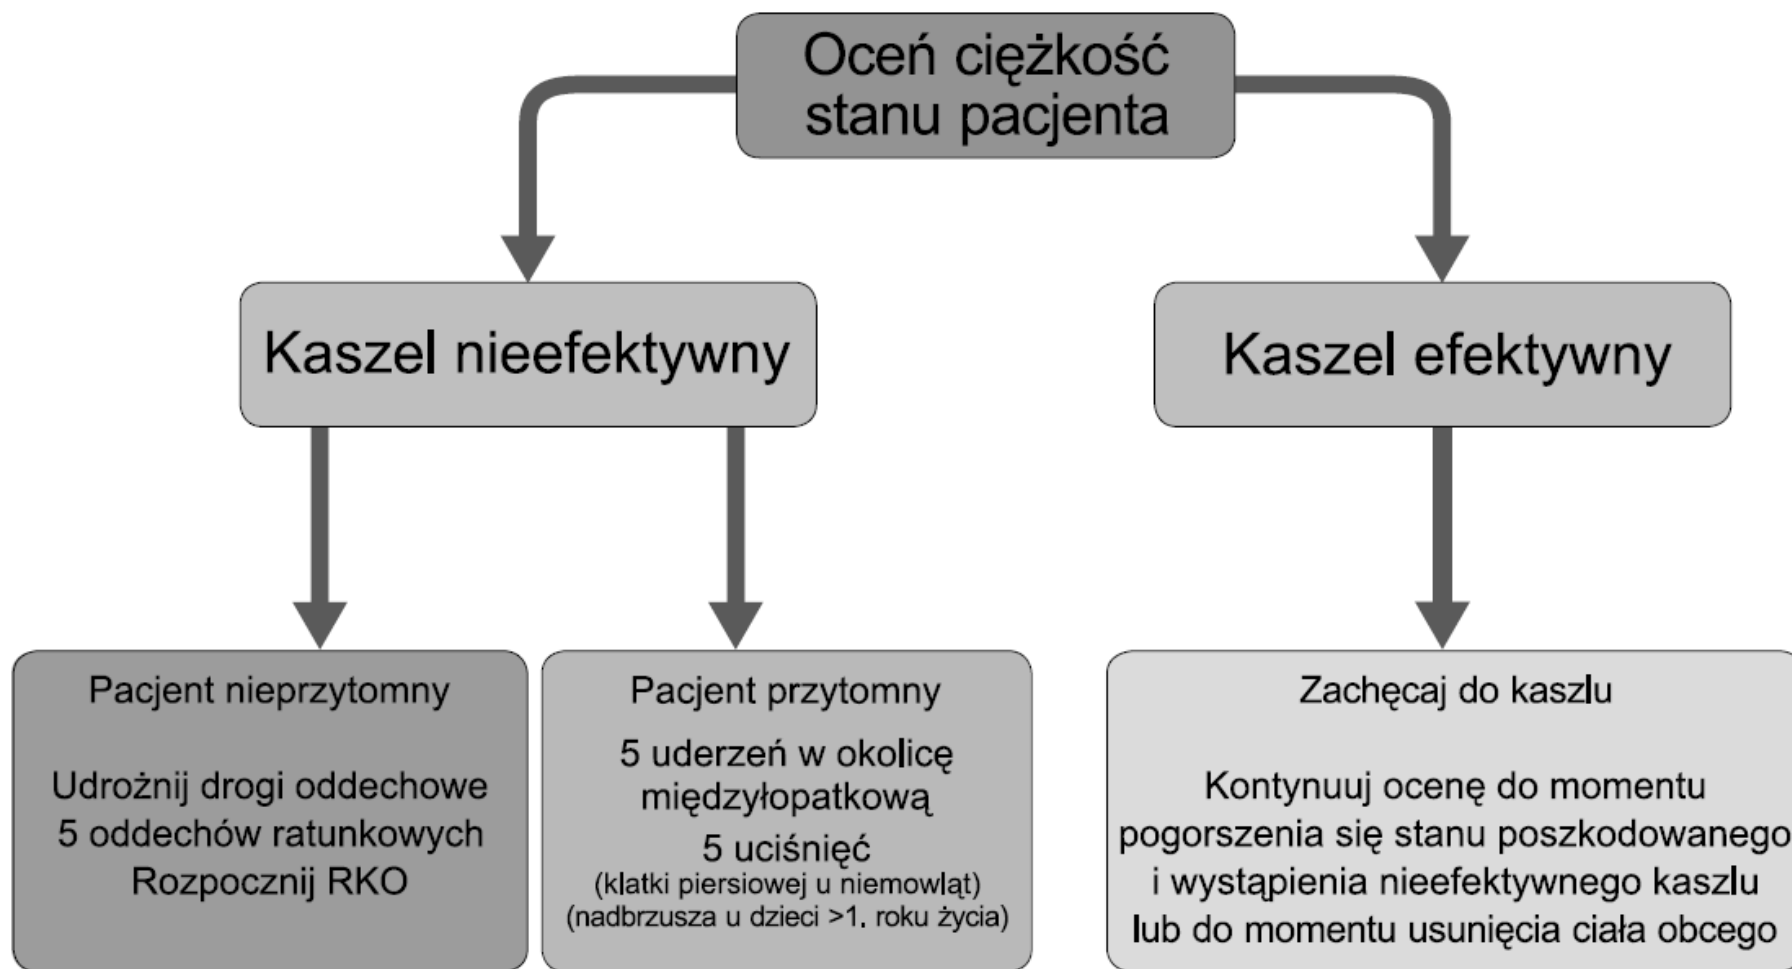 Oceń ciężkość
stanu pacjenta
Kaszel nieefektywny
Kaszel efektywny
Pacjent nieprzytomny
Udrożnij drogi oddechowe
5 oddechów ratunkowych
Rozpocznij RKO
Pacjent przytomny
5 uderzeń w okolicę
międzyłopatkową
5 uciśnięć
(klatki piersiowej u niemowląt)
(nadbrzusza u dzieci >1. roku życia)
Zachęcaj do kaszlu
Kontynuuj ocenę do momentu
pogorszenia się stanu poszkodowanego
i wystąpienia nieefektywnego kaszlu
lub do momentu usunięcia ciała obcego